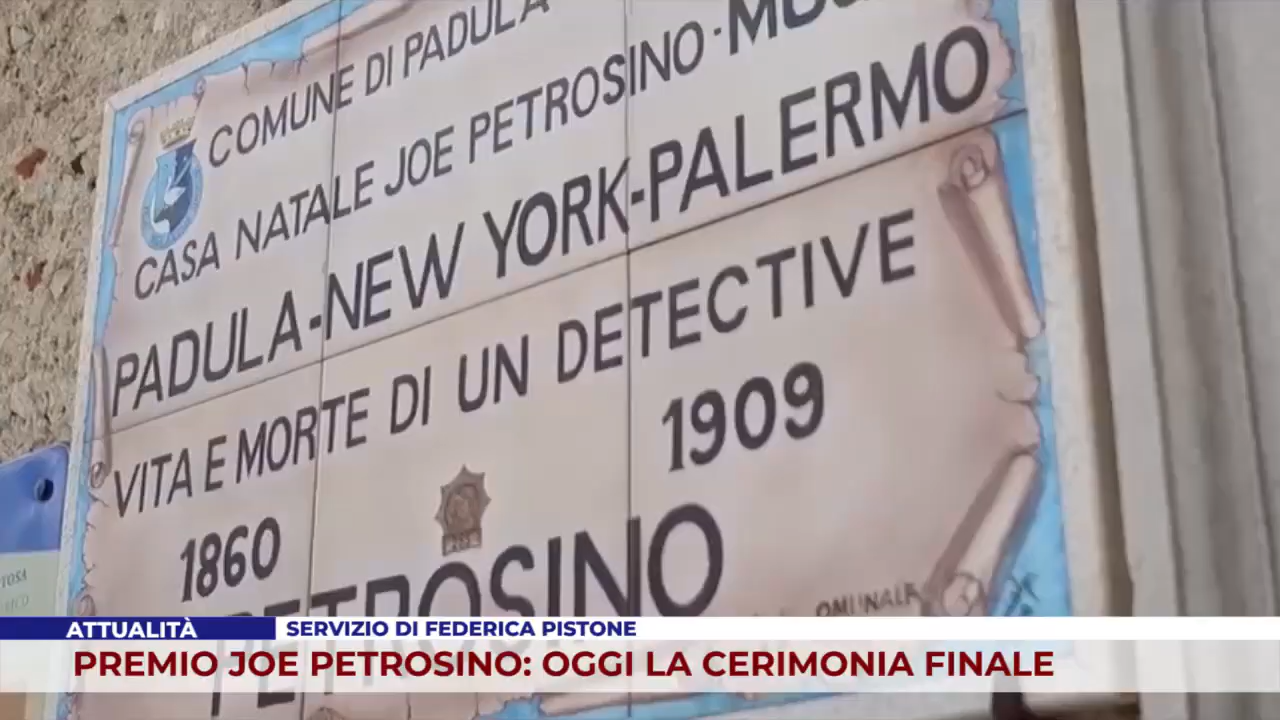 COMUNE DI PADULA
CASA NATALE JOE PETROSINO-
PADULA-NEW YORK-PALERMO
VITA E MORTE DI UN DETECTIVE
1860
1909
PETROSINO
ATTUALITÀ
SERVIZIO DI FEDERICA PISTONE
PREMIO JOE PETROSINO: OGGI LA CERIMONIA FINALE